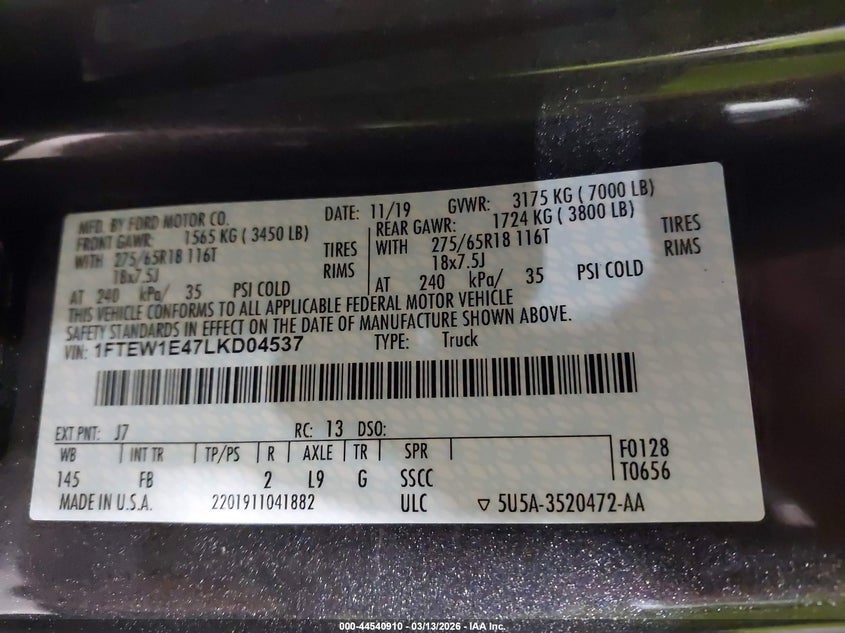 MFD. BY FORD MOTOR CO. DATE: 11/19 GVWR: 3175 KG ( 7000 LB)
FRONT GAWR: 1565 KG ( 3450 LB) REAR GAWR: 1724 KG ( 3800 LB)
WITH 275/65R18 116T TIRES WITH 275/65R18 116T TIRES
18x7.5J RIMS 18x7.5J RIMS
AT 240 kPa/ 35 PSI COLD AT 240 kPa/ 35 PSI COLD
THIS VEHICLE CONFORMS TO ALL APPLICABLE FEDERAL MOTOR VEHICLE
SAFETY STANDARDS IN EFFECT ON THE DATE OF MANUFACTURE SHOWN ABOVE.
VIN: 1FTEW1E47LKD04537 TYPE: Truck
EXT PNT: J7 RC: 13 DSO:
WB INT TR TP/PS R AXLE TR SPR F0128
145 FB 2 L9 G SSCC T0656
MADE IN U.S.A. 2201911041882 ULC ▽ 5U5A-3520472-AA
000-44540910 - 03/13/2026 - IAA Inc.